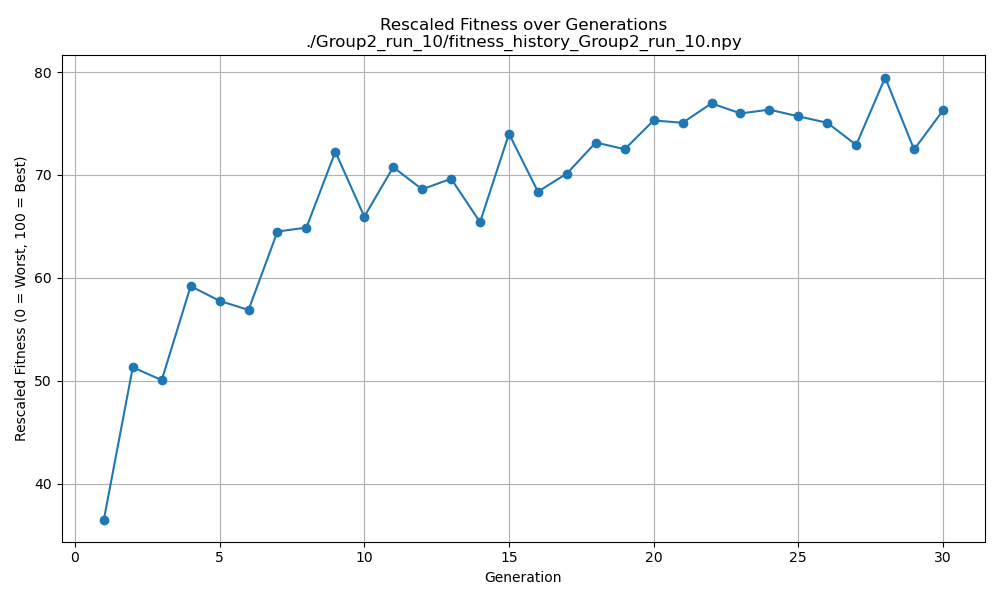 Rescaled Fitness over Generations
./Group2_run_10/fitness_history_Group2_run_10.npy
Rescaled Fitness (0 = Worst, 100 = Best)
80
70
60
50
40
0 5 10 15 20 25 30
Generation